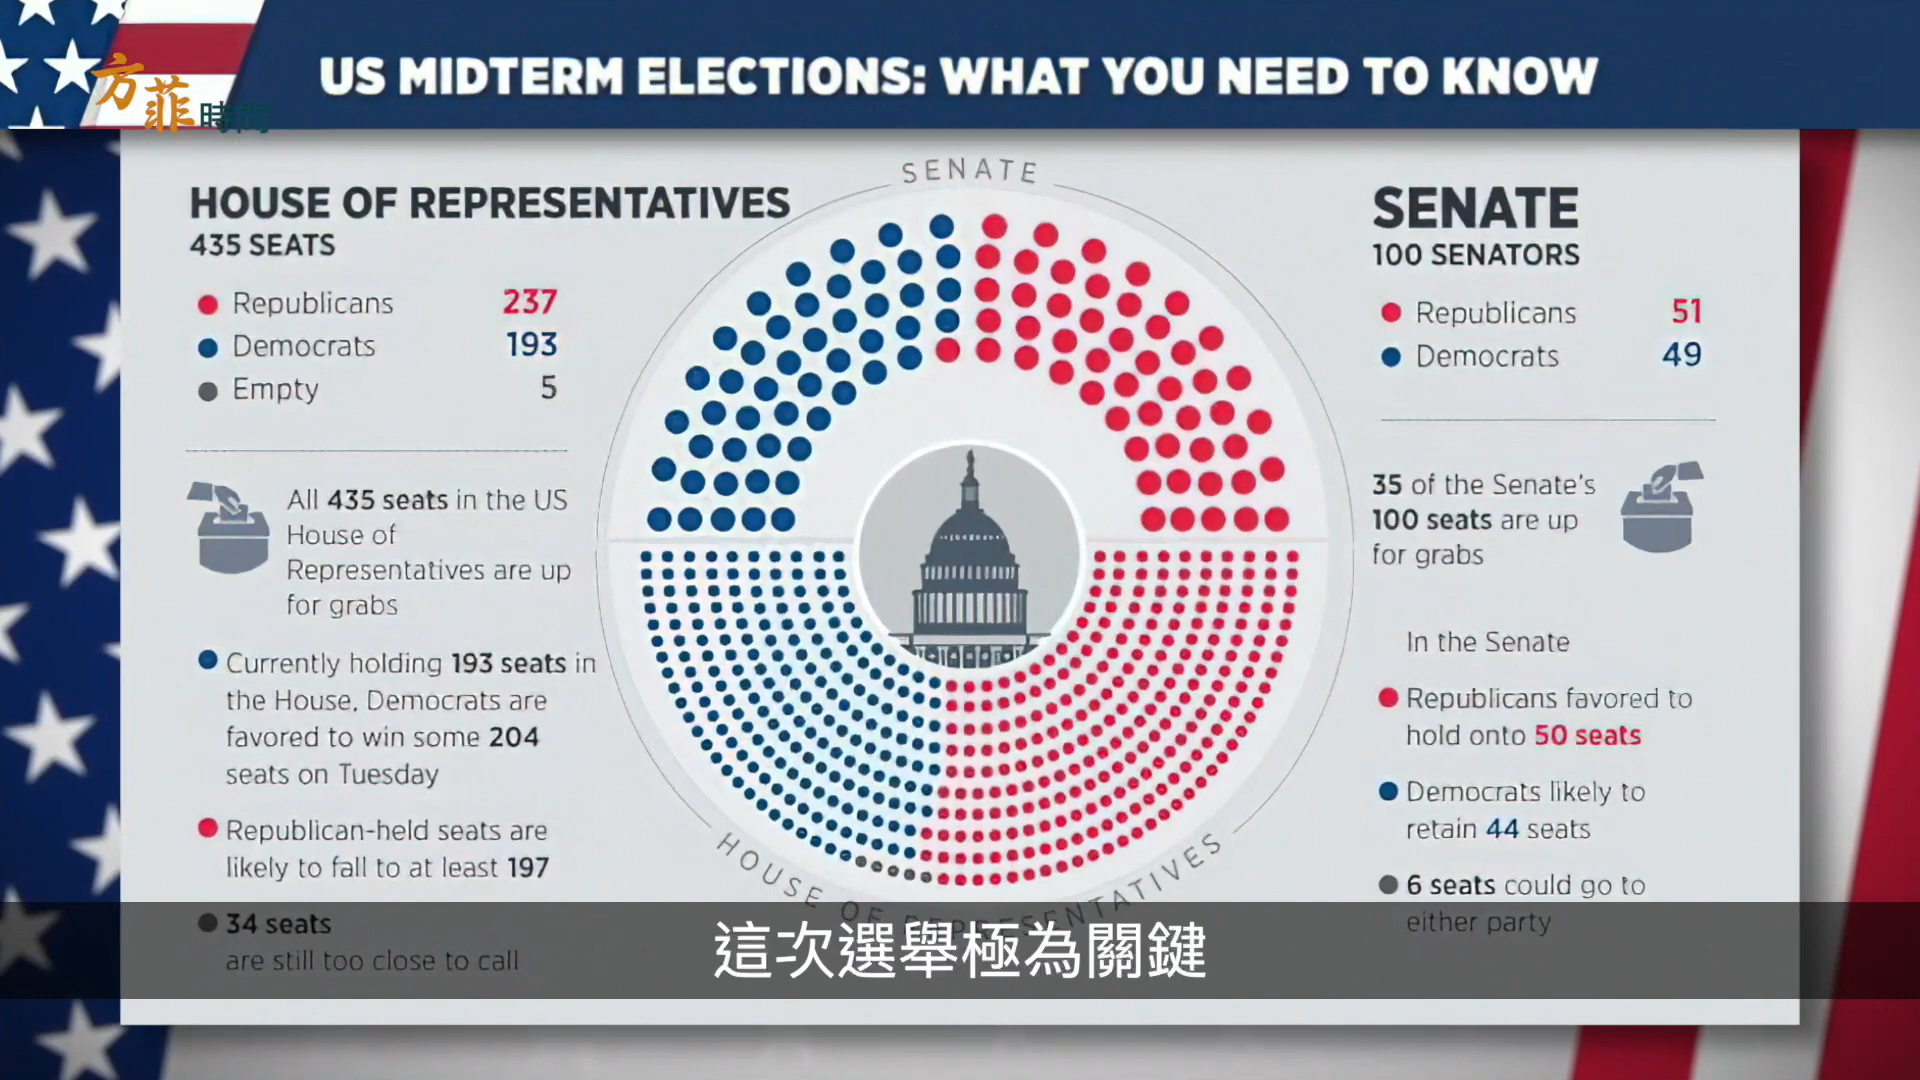 US MIDTERM ELECTIONS: WHAT YOU NEED TO KNOW
方菲時間
HOUSE OF REPRESENTATIVES
435 SEATS
Republicans 237
Democrats 193
Empty 5
All 435 seats in the US
House of
Representatives are up
for grabs
Currently holding 193 seats in
the House, Democrats are
favored to win some 204
seats on Tuesday
Republican-held seats are
likely to fall to at least 197
34 seats
are still too close to call
SENATE
HOUSE OF REPRESENTATIVES
SENATE
100 SENATORS
Republicans 51
Democrats 49
35 of the Senate's
100 seats are up
for grabs
In the Senate
Republicans favored to
hold onto 50 seats
Democrats likely to
retain 44 seats
6 seats could go to
either party
這次選舉極為關鍵